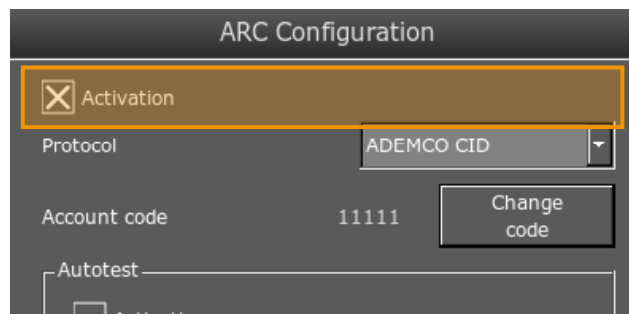 ARC Configuration
Activation
Protocol ADEMCO CID
Account code 11111 Change
code
Autotest